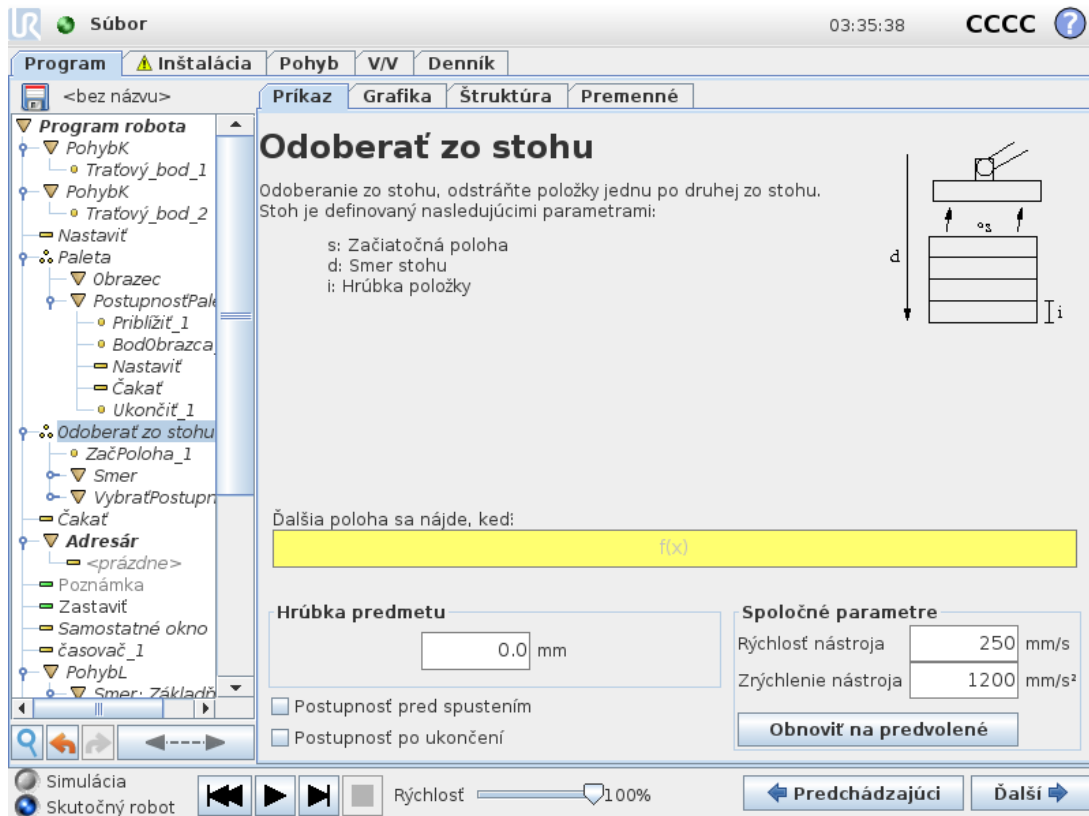 Súbor
03:35:38
CCCC
?
Program
Inštalácia
Pohyb
V/V
Denník
<bez názvu>
Príkaz
Grafika
Štruktúra
Premenné
Program robota
PohybK
Traťový_bod_1
PohybK
Traťový_bod_2
Nastaviť
Paleta
Obrazec
PostupnosťPale
Priblížiť_1
BodObrazca_
Nastaviť
Čakať
Ukončiť_1
Odoberať zo stohu
ZačPoloha_1
Smer
VybraťPostupn
Čakať
Adresár
<prázdne>
Poznámka
Zastaviť
Samostatné okno
časovač_1
PohybL
Smer: Základň
Odoberať zo stohu
Odoberanie zo stohu, odstráňte položky jednu po druhej zo stohu.
Stoh je definovaný nasledujúcimi parametrami:
s: Začiatočná poloha
d: Smer stohu
i: Hrúbka položky
s
d
i
Ďalšia poloha sa nájde, keď:
f(x)
Hrúbka predmetu
0.0 mm
Postupnosť pred spustením
Postupnosť po ukončení
Spoločné parametre
Rýchlosť nástroja 250 mm/s
Zrýchlenie nástroja 1200 mm/s²
Obnoviť na predvolené
Simulácia
Skutočný robot
Rýchlosť 100%
Predchádzajúci
Ďalší